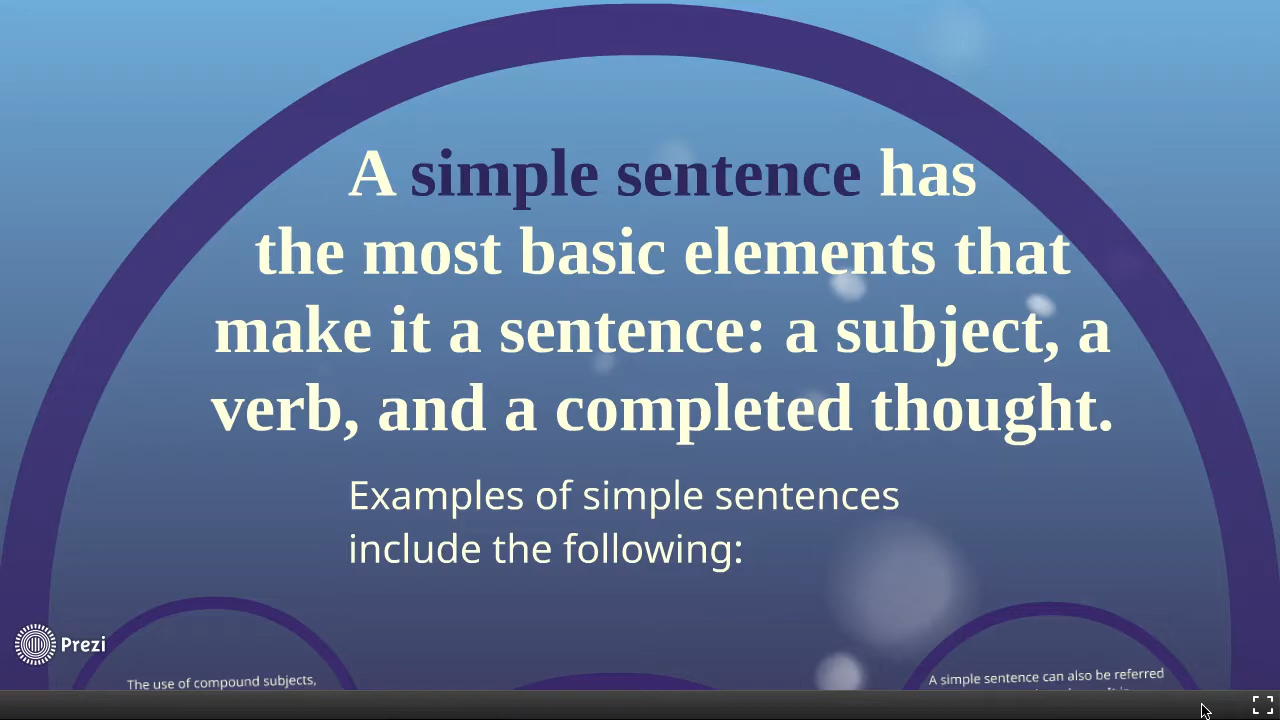 A simple sentence has
the most basic elements that
make it a sentence: a subject, a
verb, and a completed thought.
Examples of simple sentences
include the following:
Prezi
The use of compound subjects,
A simple sentence can also be referred